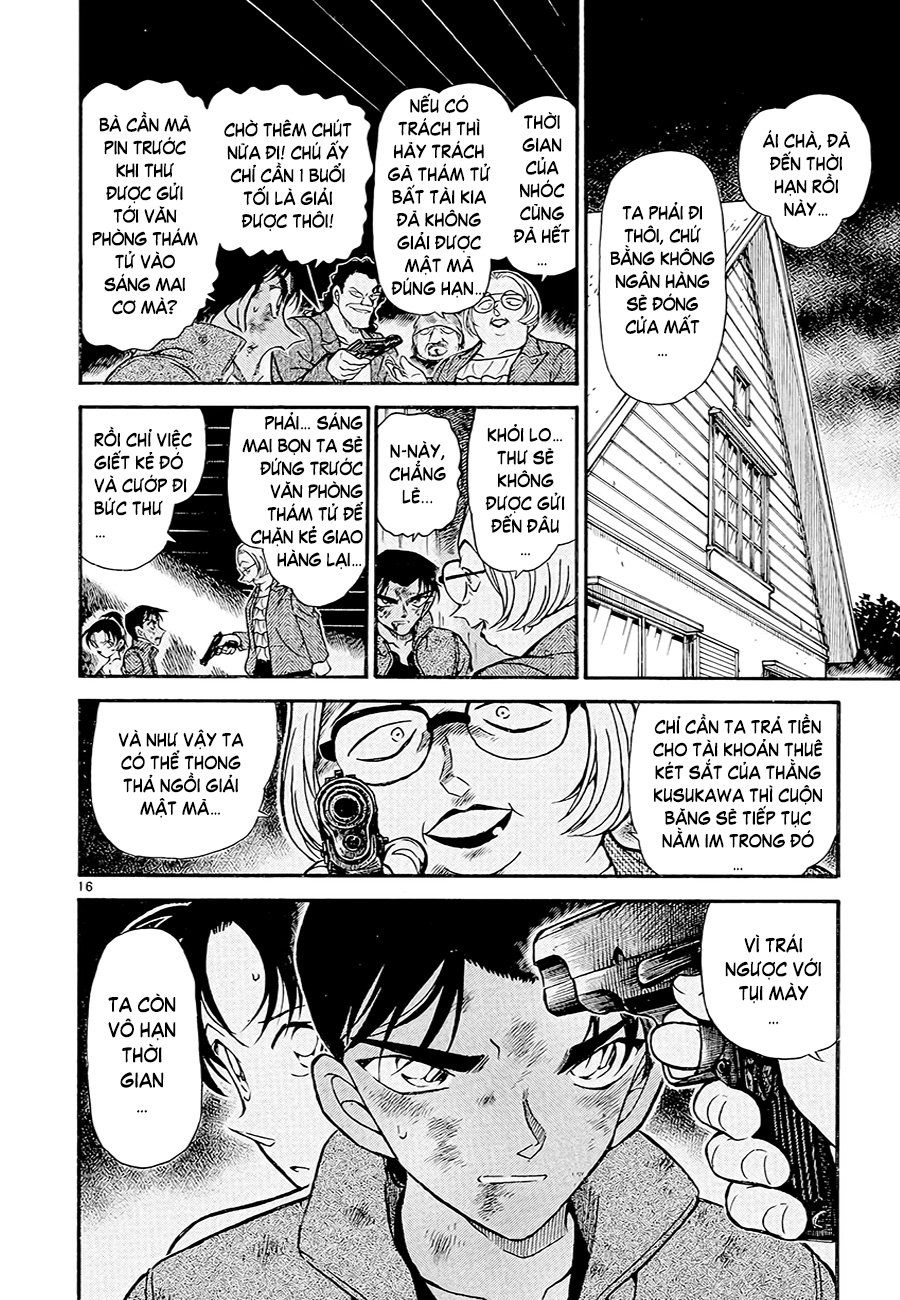 ÁI CHÀ, ĐÃ
ĐẾN THỜI
HẠN RỒI
NÀY...
TA PHẢI ĐI
THÔI, CHỨ
BẰNG KHÔNG
NGÂN HÀNG
SẼ ĐÓNG
CỬA MẤT
...
THỜI
GIAN
CỦA
NHÓC
CŨNG
ĐÃ HẾT
...
NẾU CÓ
TRÁCH THÌ
HÃY TRÁCH
GÃ THÁM TỬ
BẤT TÀI KIA
ĐÃ KHÔNG
GIẢI ĐƯỢC
MẬT MÃ
ĐÚNG HẠN...
CHỜ THÊM CHÚT
NỮA ĐI! CHÚ ẤY
CHỈ CẦN 1 BUỔI
TỐI LÀ GIẢI
ĐƯỢC THÔI!
BÀ CẦN MÃ
PIN TRƯỚC
KHI THƯ
ĐƯỢC GỬI
TỚI VĂN
PHÒNG THÁM
TỬ VÀO
SÁNG MAI
CƠ MÀ?
KHỎI LO...
THƯ SẼ
KHÔNG
ĐƯỢC GỬI
ĐẾN ĐÂU
...
N-NÀY,
CHẲNG
LẼ...
PHẢI... SÁNG
MAI BỌN TA SẼ
ĐỨNG TRƯỚC
VĂN PHÒNG
THÁM TỬ ĐỂ
CHẶN KẺ GIAO
HÀNG LẠI...
RỒI CHỈ VIỆC
GIẾT KẺ ĐÓ
VÀ CƯỚP ĐI
BỨC THƯ
...
CHỈ CẦN TA TRẢ TIỀN
CHO TÀI KHOẢN THUÊ
KÉT SẮT CỦA THẰNG
KUSUKAWA THÌ CUỘN
BĂNG SẼ TIẾP TỤC
NẰM IM TRONG ĐÓ
...
VÀ NHƯ VẬY TA
CÓ THỂ THONG
THẢ NGỒI GIẢI
MẬT MÃ...
16
VÌ TRÁI
NGƯỢC VỚI
TỤI MÀY
...
TA CÒN
VÔ HẠN
THỜI
GIAN
...